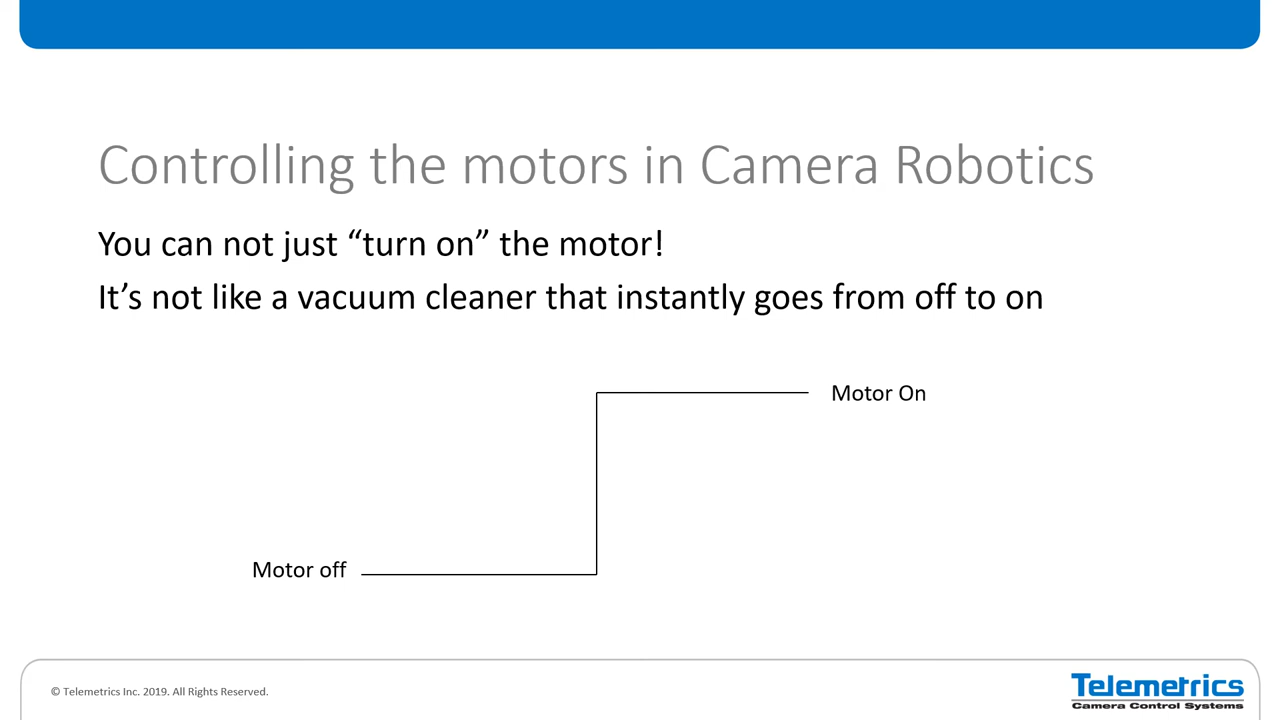 Controlling the motors in Camera Robotics
You can not just “turn on” the motor!
It’s not like a vacuum cleaner that instantly goes from off to on
Motor On
Motor off
© Telemetrics Inc. 2019. All Rights Reserved.
Telemetrics
Camera Control Systems